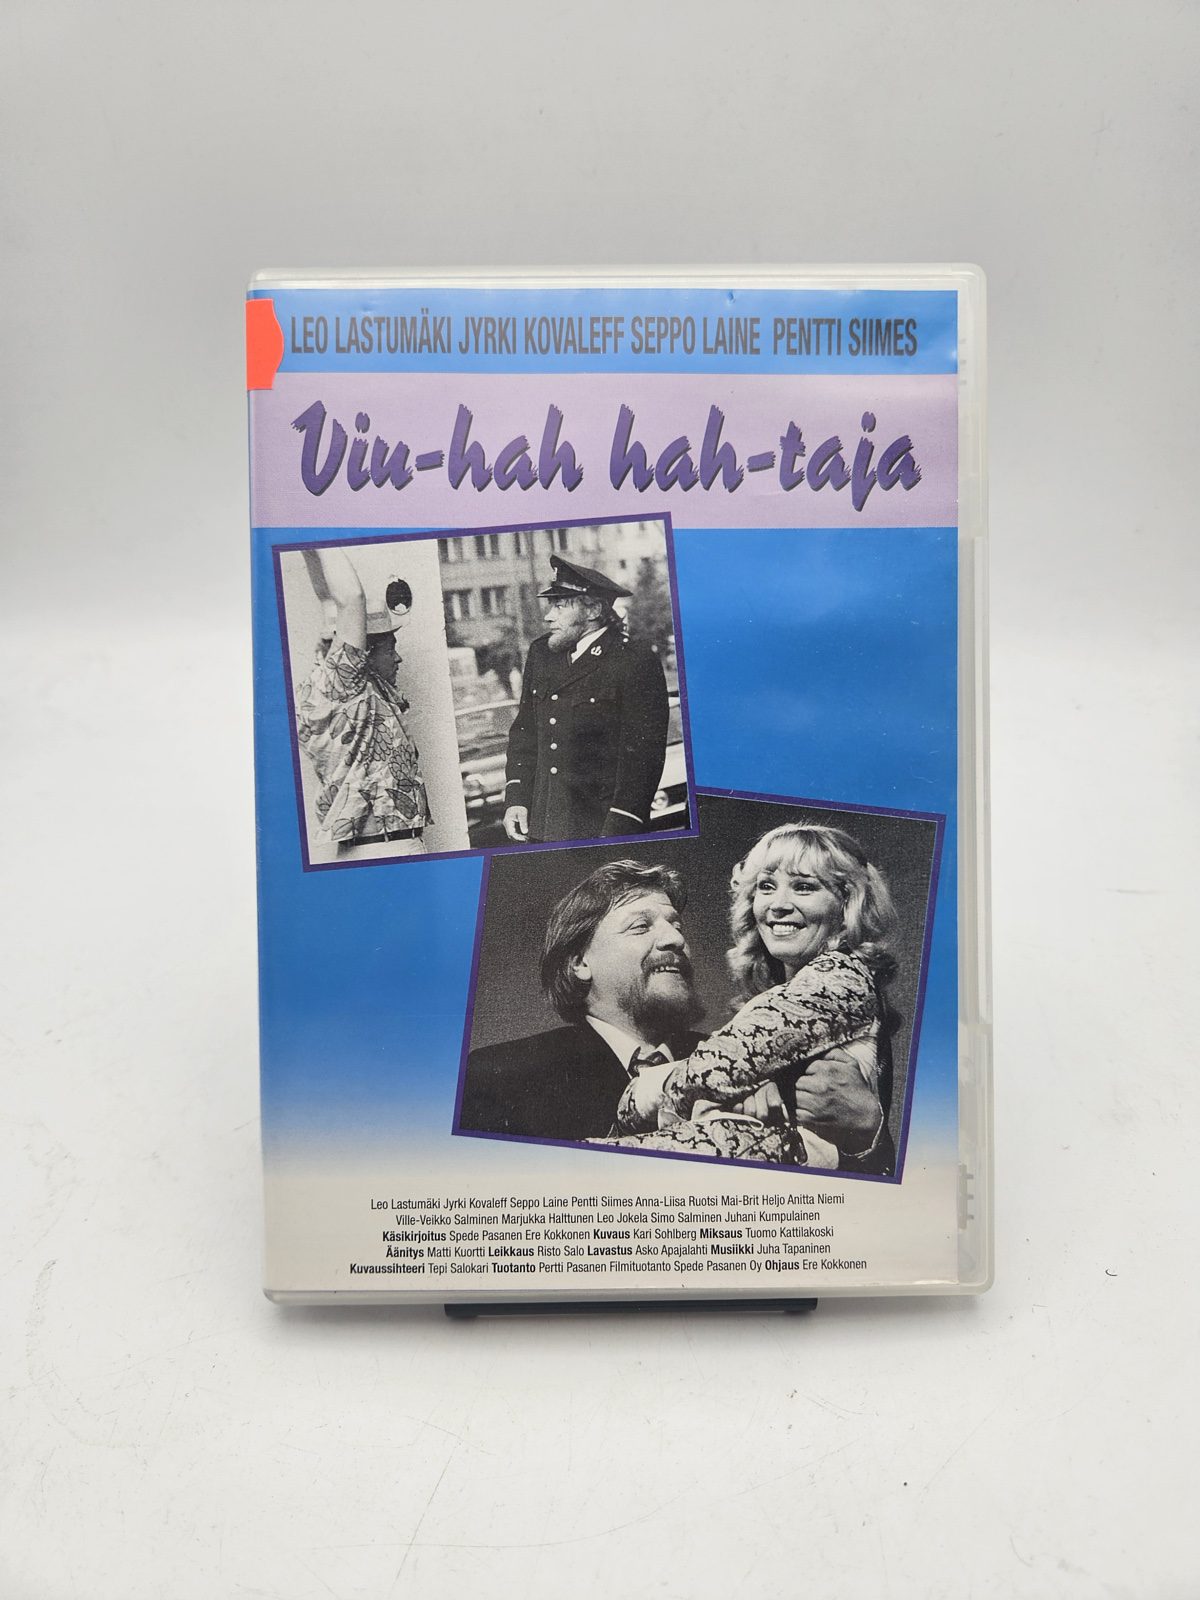 LEO LASTUMÄKI JYRKI KOVALEFF SEPPO LAINE PENTTI SIIMES
Viu-hah hah-taja
Leo Lastumäki Jyrki Kovaleff Seppo Laine Pentti Siimes Anna-Liisa Ruotsi Mai-Brit Heljo Anitta Niemi
Ville-Veikko Salminen Marjukka Halttunen Leo Jokela Simo Salminen Juhani Kumpulainen
Käsikirjoitus Spede Pasanen Ere Kokkonen Kuvaus Kari Sohlberg Miksaus Tuomo Kattilakoski
Äänitys Matti Kuortti Leikkaus Risto Salo Lavastus Asko Apajalahti Musiikki Juha Tapaninen
Kuvaussihteeri Tepi Salokari Tuotanto Pertti Pasanen Filmituotanto Spede Pasanen Oy Ohjaus Ere Kokkonen